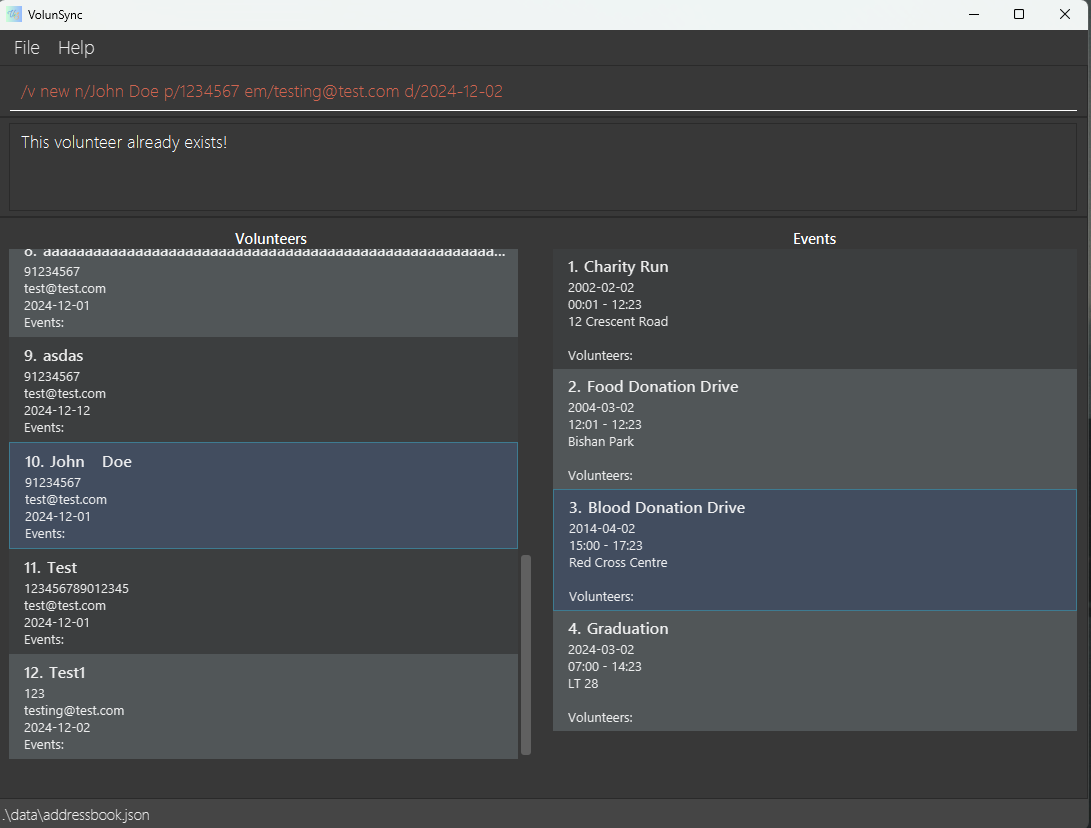 VolunSync
File Help
/v new n/John Doe p/1234567 em/testing@test.com d/2024-12-02
This volunteer already exists!
Volunteers
91234567
test@test.com
2024-12-01
Events:
9. asdas
91234567
test@test.com
2024-12-12
Events:
10. John    Doe
91234567
test@test.com
2024-12-01
Events:
11. Test
123456789012345
test@test.com
2024-12-01
Events:
12. Test1
123
testing@test.com
2024-12-02
Events:
Events
1. Charity Run
2002-02-02
00:01 - 12:23
12 Crescent Road
Volunteers:
2. Food Donation Drive
2004-03-02
12:01 - 12:23
Bishan Park
Volunteers:
3. Blood Donation Drive
2014-04-02
15:00 - 17:23
Red Cross Centre
Volunteers:
4. Graduation
2024-03-02
07:00 - 14:23
LT 28
Volunteers:
.\data\addressbook.json